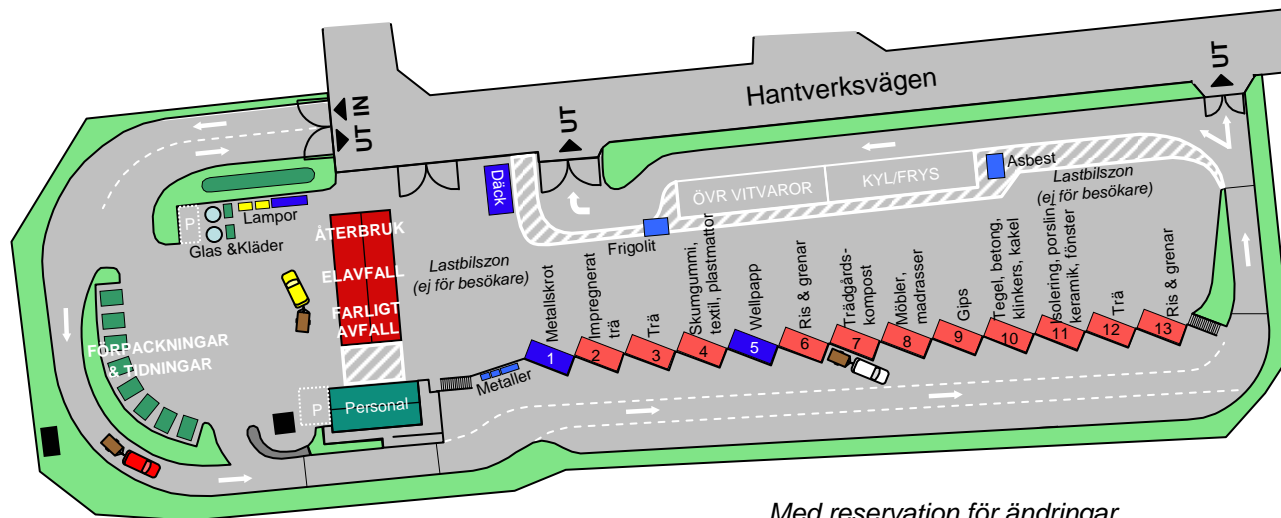 Hantverksvägen
IN
UT
UT
UT
Däck
ÖVR VITVAROR
KYL/FRYS
Asbest
Lastbilszon
(ej för besökare)
Frigolit
P
Lampor
Glas &Kläder
ÅTERBRUK
ELAVFALL
FARLIGT
AVFALL
Lastbilszon
(ej för besökare)
FÖRPACKNINGAR
& TIDNINGAR
P
Personal
Metaller
Metallskrot
1
Impregnerat
trä
2
Trä
3
Skumgummi,
textil, plastmattor
4
Wellpapp
5
Ris & grenar
6
Trädgårds-
kompost
7
Möbler,
madrasser
8
Gips
9
Tegel, betong,
klinkers, kakel
10
Isolering, porslin,
keramik, fönster
11
Trä
12
Ris & grenar
13
Med reservation för ändringar